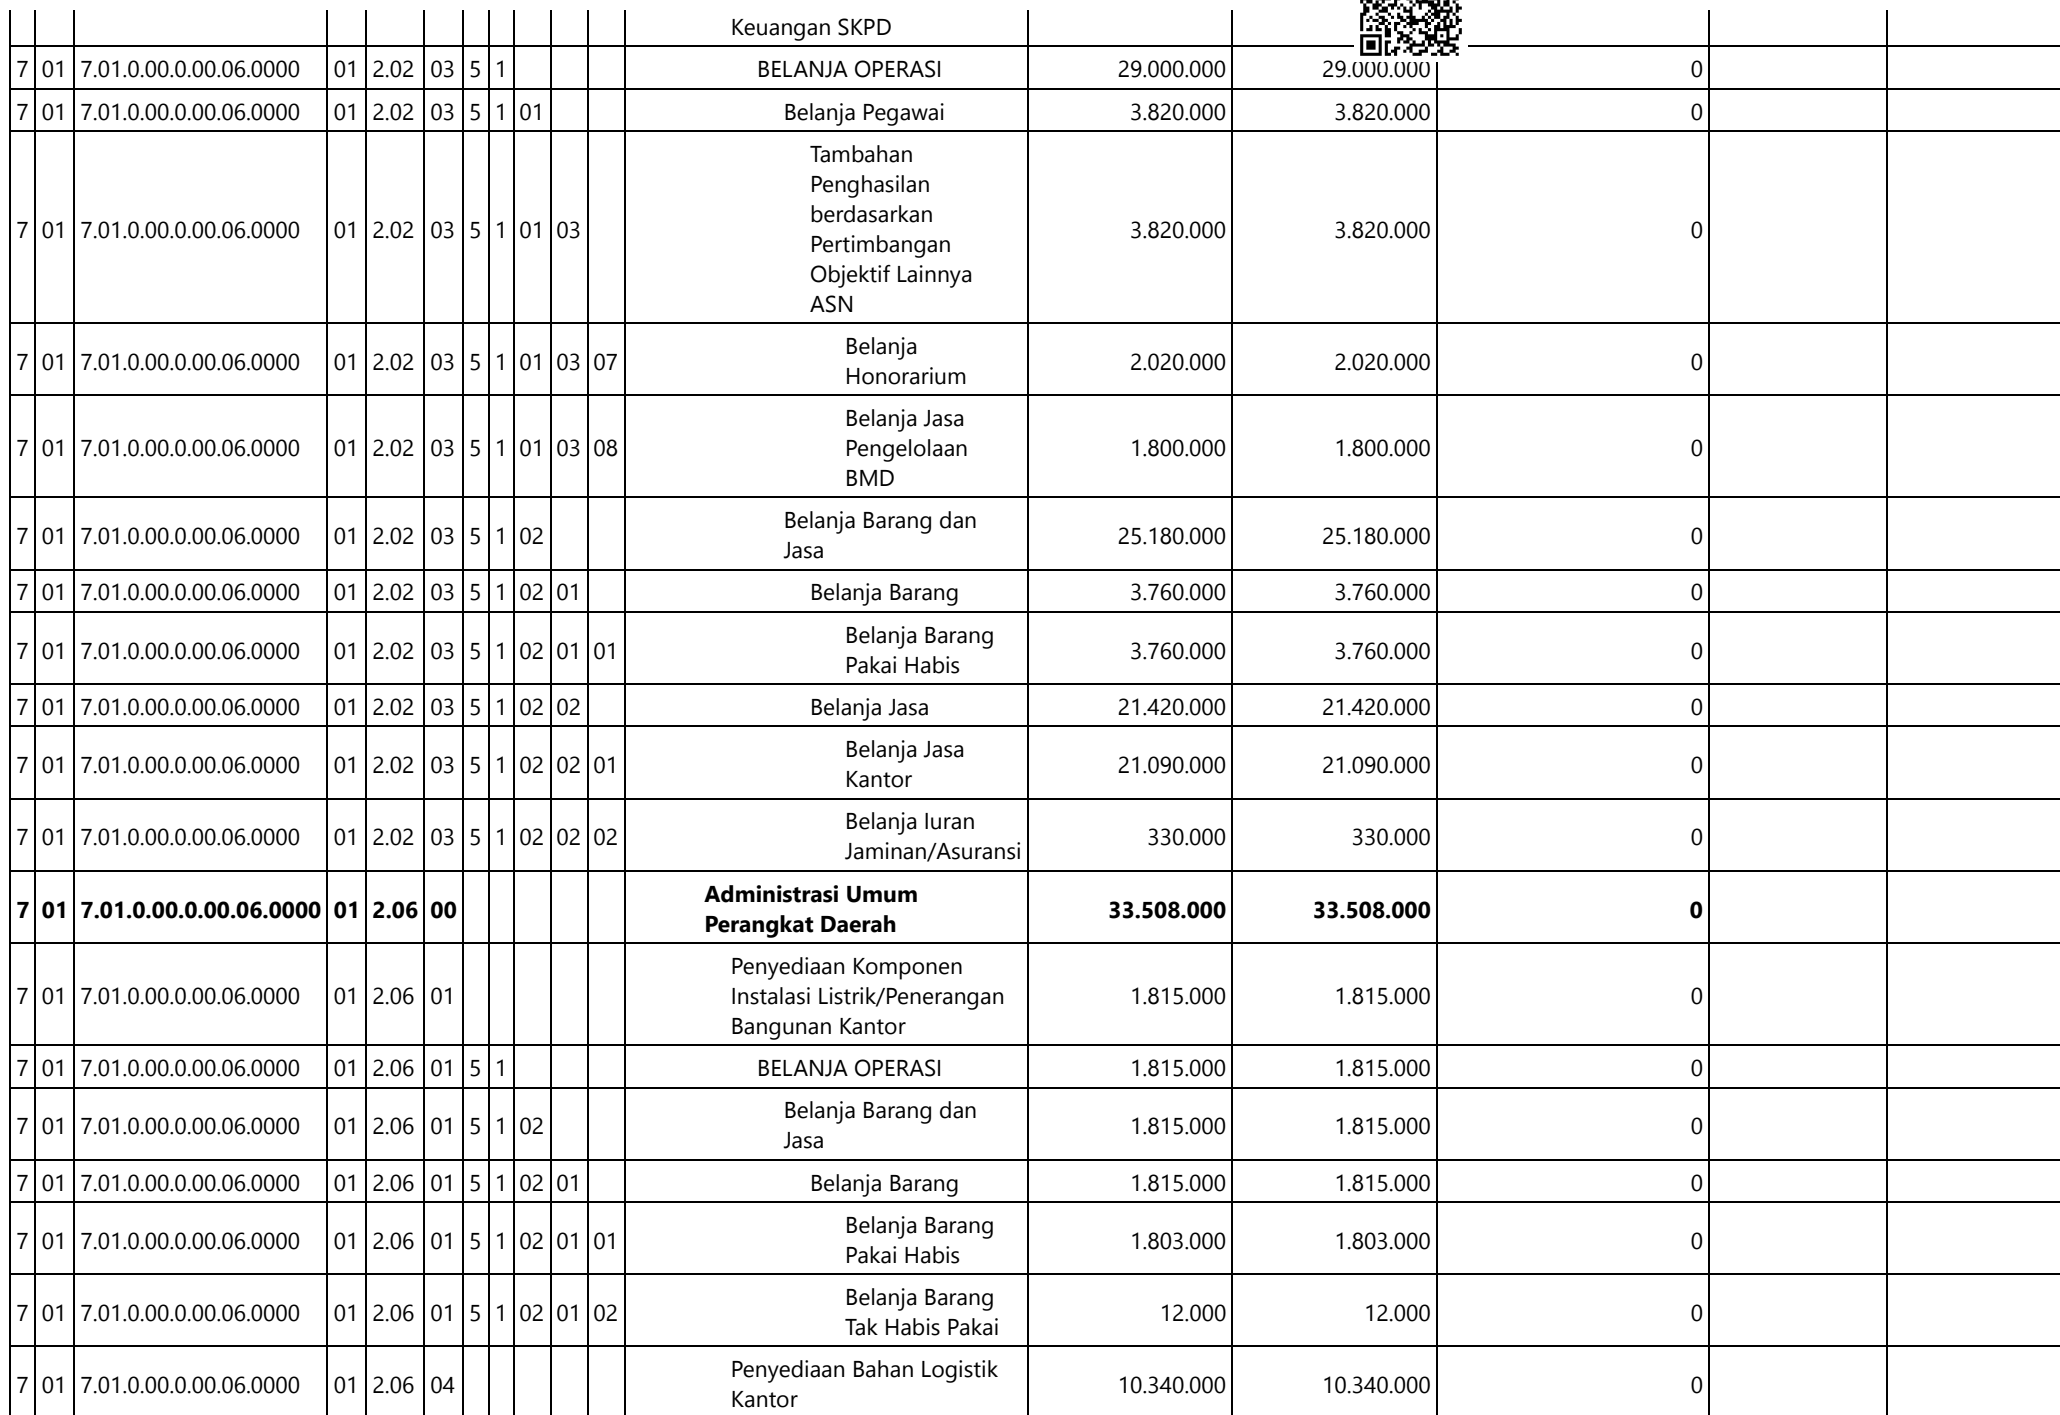 Keuangan SKPD
7 01 7.01.0.00.0.00.06.0000 01 2.02 03 5 1 BELANJA OPERASI 29.000.000 29.000.000 0
7 01 7.01.0.00.0.00.06.0000 01 2.02 03 5 1 01 Belanja Pegawai 3.820.000 3.820.000 0
Tambahan
Penghasilan
berdasarkan
7 01 7.01.0.00.0.00.06.0000 01 2.02 03 5 1 01 03 Pertimbangan 3.820.000 3.820.000 0
Objektif Lainnya
ASN
7 01 7.01.0.00.0.00.06.0000 01 2.02 03 5 1 01 03 07 Belanja
Honorarium 2.020.000 2.020.000 0
Belanja Jasa
7 01 7.01.0.00.0.00.06.0000 01 2.02 03 5 1 01 03 08 Pengelolaan 1.800.000 1.800.000 0
BMD
7 01 7.01.0.00.0.00.06.0000 01 2.02 03 5 1 02 Belanja Barang dan
Jasa 25.180.000 25.180.000 0
7 01 7.01.0.00.0.00.06.0000 01 2.02 03 5 1 02 01 Belanja Barang 3.760.000 3.760.000 0
7 01 7.01.0.00.0.00.06.0000 01 2.02 03 5 1 02 01 01 Belanja Barang
Pakai Habis 3.760.000 3.760.000 0
7 01 7.01.0.00.0.00.06.0000 01 2.02 03 5 1 02 02 Belanja Jasa 21.420.000 21.420.000 0
7 01 7.01.0.00.0.00.06.0000 01 2.02 03 5 1 02 02 01 Belanja Jasa
Kantor 21.090.000 21.090.000 0
7 01 7.01.0.00.0.00.06.0000 01 2.02 03 5 1 02 02 02 Belanja Iuran
Jaminan/Asuransi 330.000 330.000 0
7 01 7.01.0.00.0.00.06.0000 01 2.06 00 Administrasi Umum
Perangkat Daerah 33.508.000 33.508.000 0
Penyediaan Komponen
7 01 7.01.0.00.0.00.06.0000 01 2.06 01 Instalasi Listrik/Penerangan 1.815.000 1.815.000 0
Bangunan Kantor
7 01 7.01.0.00.0.00.06.0000 01 2.06 01 5 1 BELANJA OPERASI 1.815.000 1.815.000 0
7 01 7.01.0.00.0.00.06.0000 01 2.06 01 5 1 02 Belanja Barang dan
Jasa 1.815.000 1.815.000 0
7 01 7.01.0.00.0.00.06.0000 01 2.06 01 5 1 02 01 Belanja Barang 1.815.000 1.815.000 0
7 01 7.01.0.00.0.00.06.0000 01 2.06 01 5 1 02 01 01 Belanja Barang
Pakai Habis 1.803.000 1.803.000 0
7 01 7.01.0.00.0.00.06.0000 01 2.06 01 5 1 02 01 02 Belanja Barang
Tak Habis Pakai 12.000 12.000 0
7 01 7.01.0.00.0.00.06.0000 01 2.06 04 Penyediaan Bahan Logistik
Kantor 10.340.000 10.340.000 0